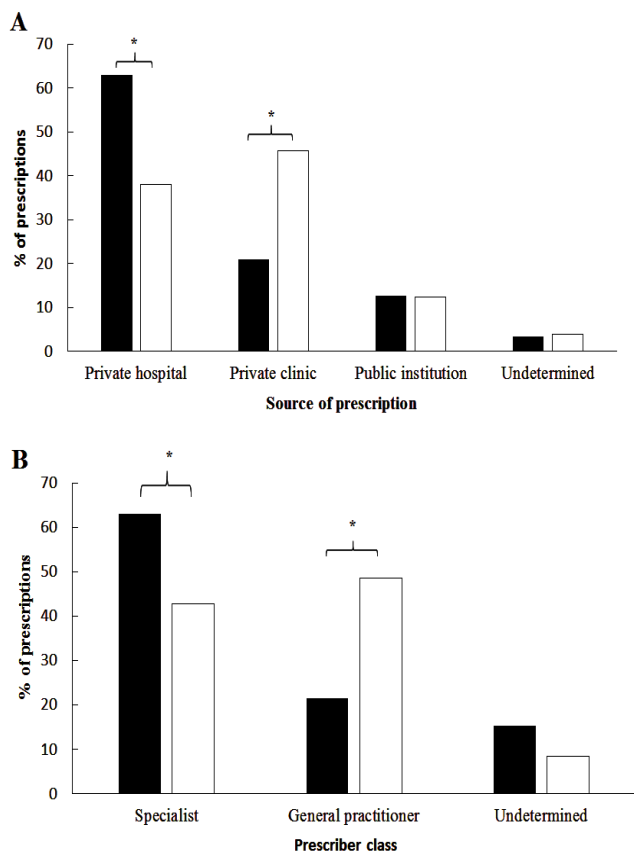 A
*
*
70
60
50
40
30
20
10
0
% of prescriptions
Private hospital Private clinic Public institution Undetermined
Source of prescription
B
*
*
70
60
50
40
30
20
10
0
% of prescriptions
Specialist General practitioner Undetermined
Prescriber class